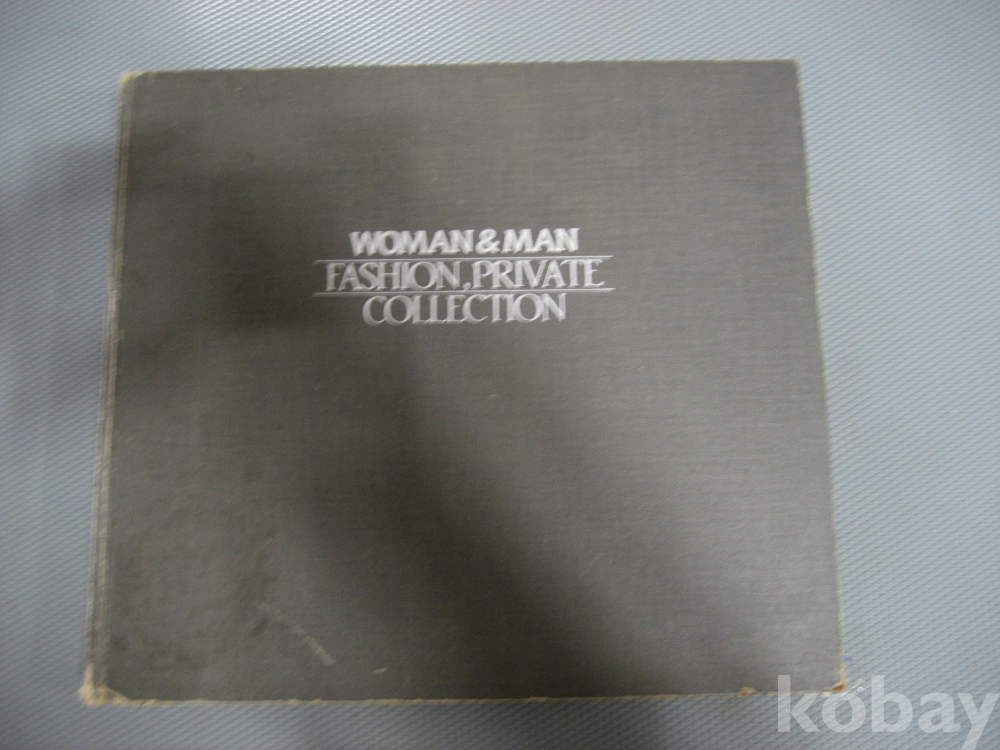 WOMAN & MAN
FASHION, PRIVATE
COLLECTION
kobay